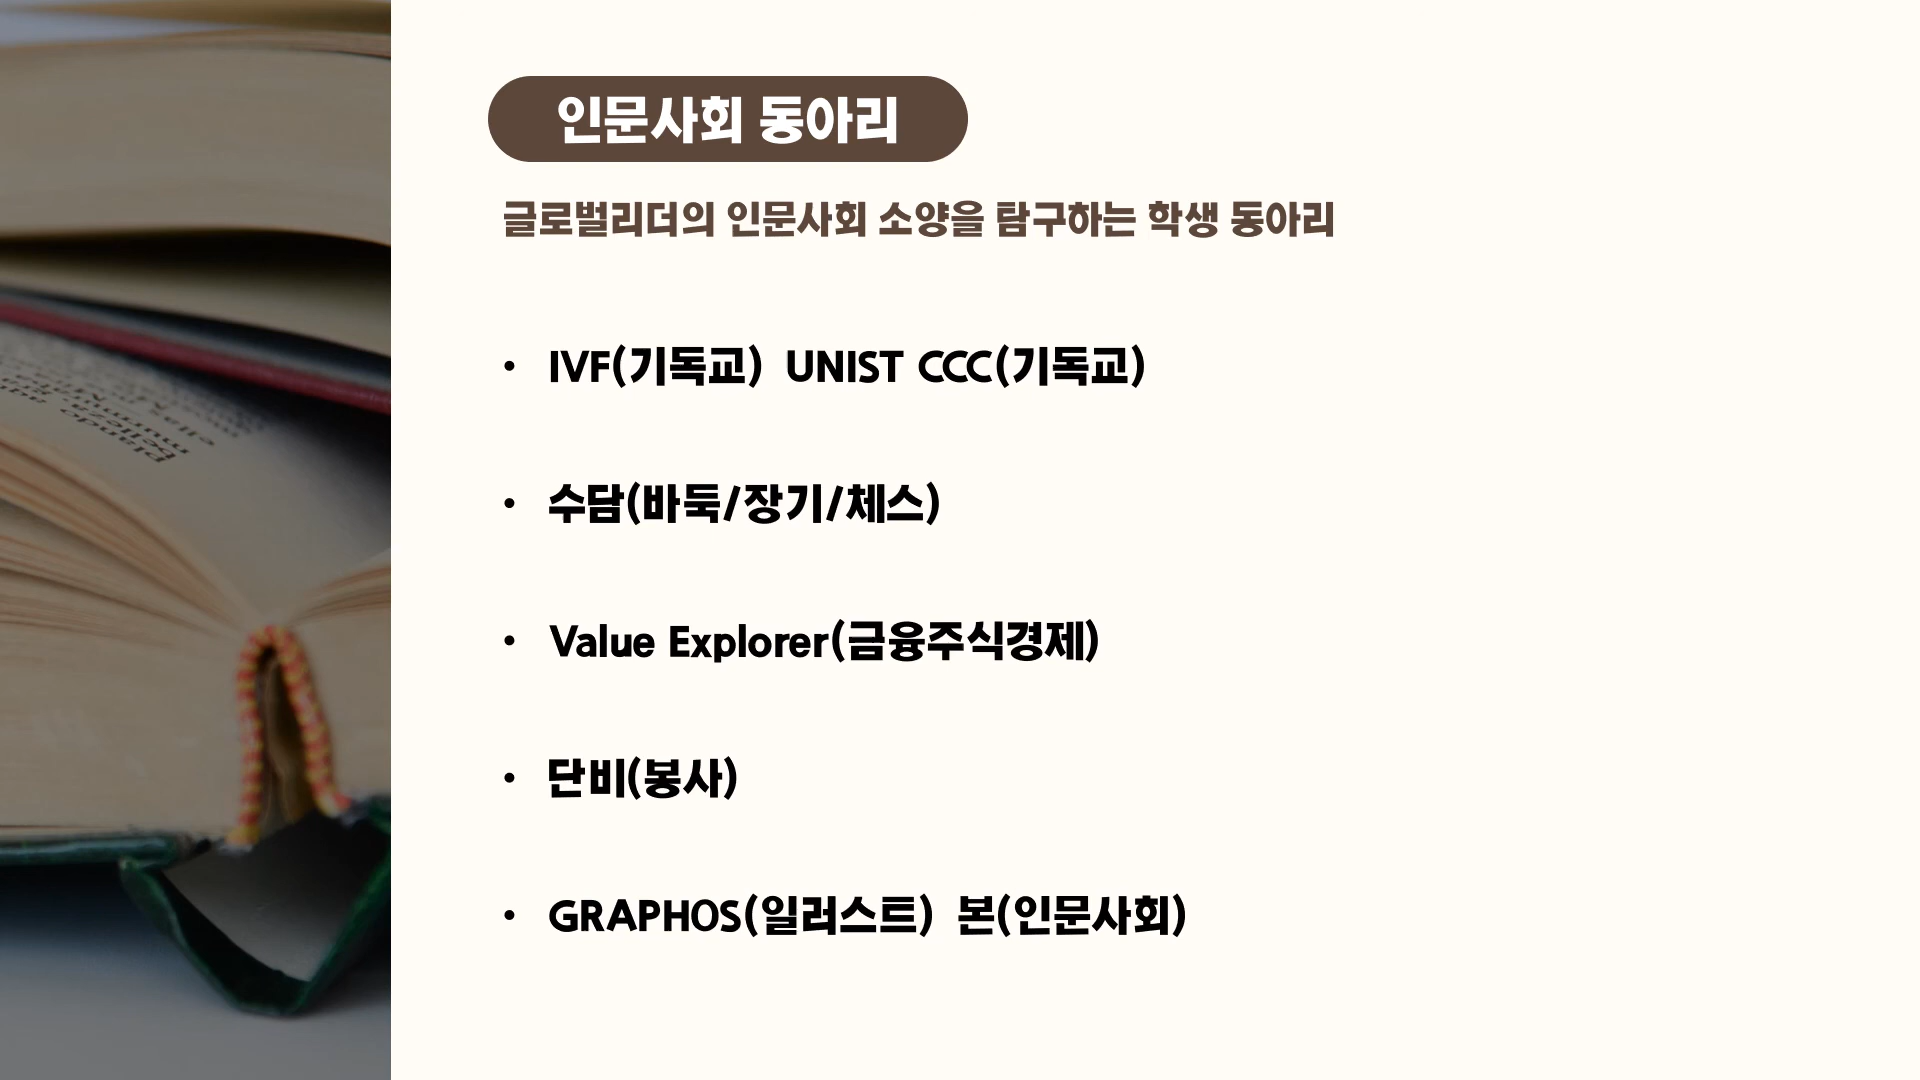 인문사회 동아리
글로벌리더의 인문사회 소양을 탐구하는 학생 동아리
• IVF(기독교) UNIST CCC(기독교)
• 수담(바둑/장기/체스)
• Value Explorer(금융주식경제)
• 단비(봉사)
• GRAPHOS(일러스트) 본(인문사회)